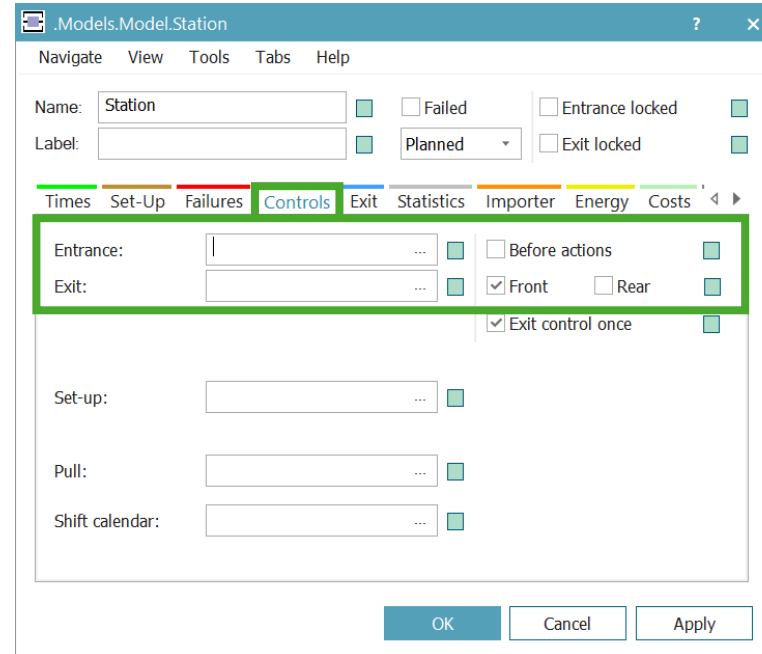 .Models.Model.Station ? ×
Navigate View Tools Tabs Help
Name: Station Failed Entrance locked
Label: Planned Exit locked
Times Set-Up Failures Controls Exit Statistics Importer Energy Costs
Entrance: ... Before actions
Exit: ... Front Rear
Exit control once
Set-up: ...
Pull: ...
Shift calendar: ...
OK Cancel Apply